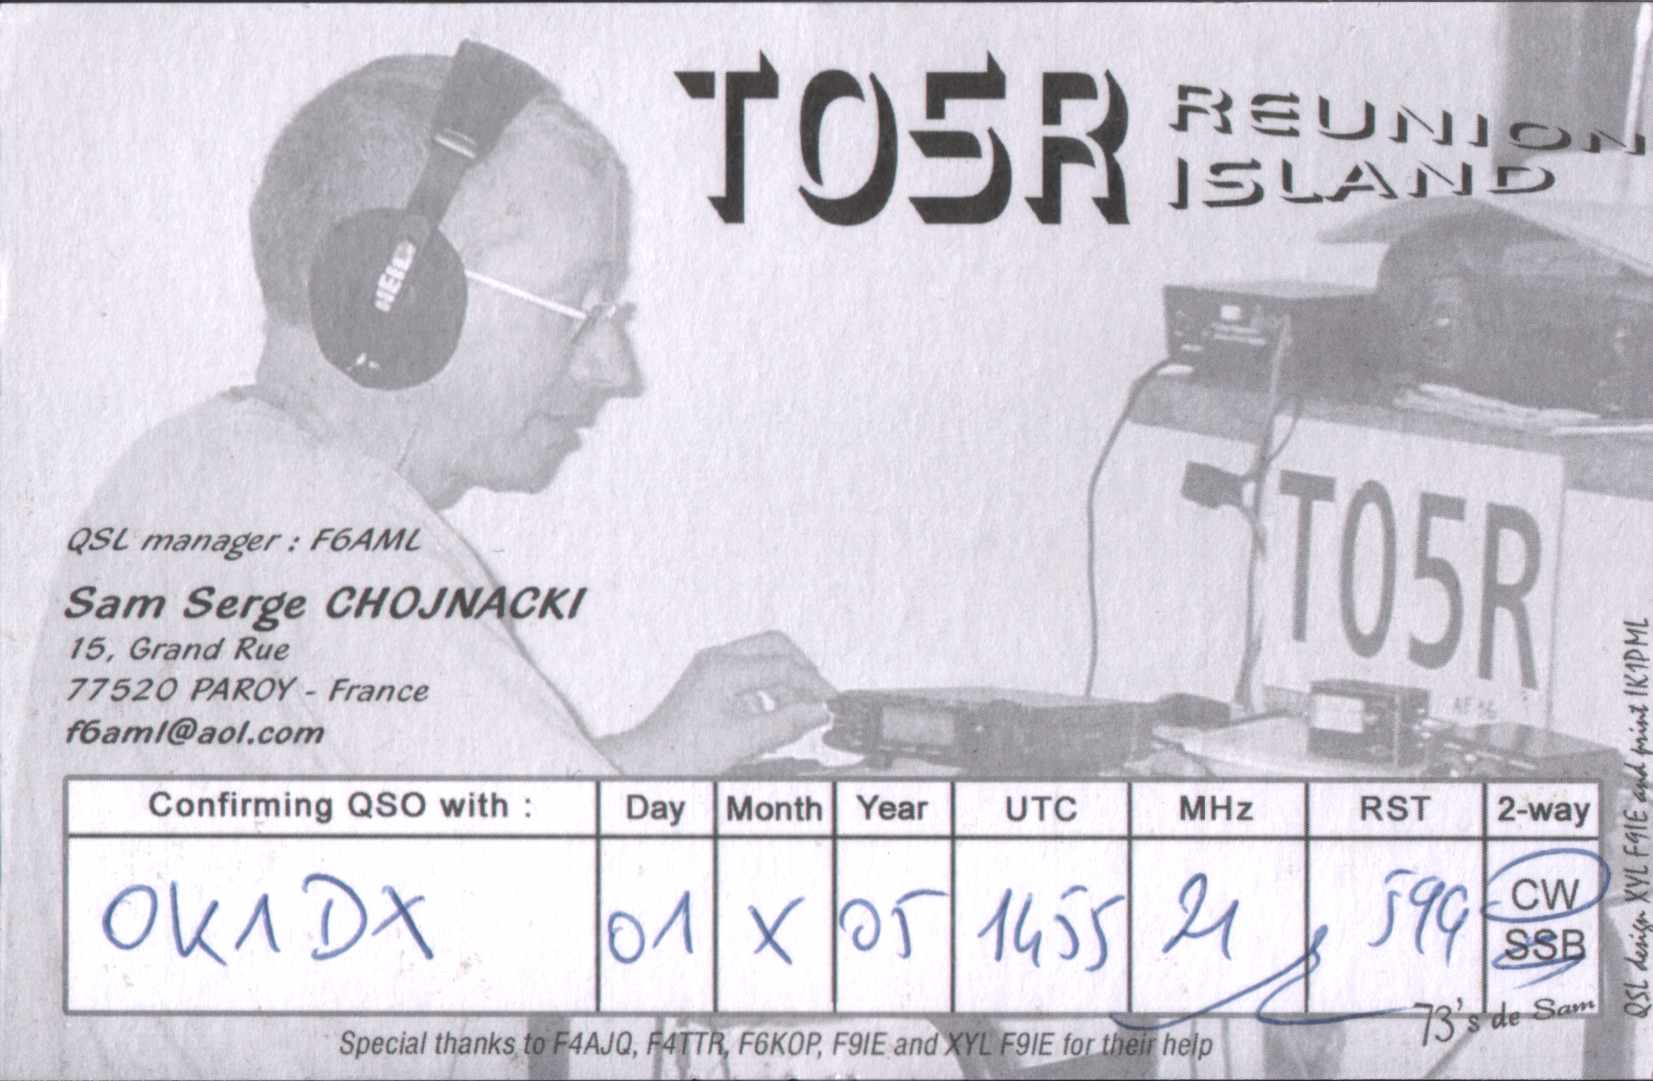 TO5R REUNION
ISLAND
HEIL
TO5R
QSL manager : F6AML
Sam Serge CHOJNACKI
15, Grand Rue
77520 PAROY - France
f6aml@aol.com
Confirming QSO with : Day Month Year UTC MHz RST 2-way
OK1DX 01 X 05 1455 21 599 CW
SSB
73's de Sam
Special thanks to F4AJQ, F4TTR, F6KOP, F9IE and XYL F9IE for their help
QSL design XYL F9IE and print IK1PML